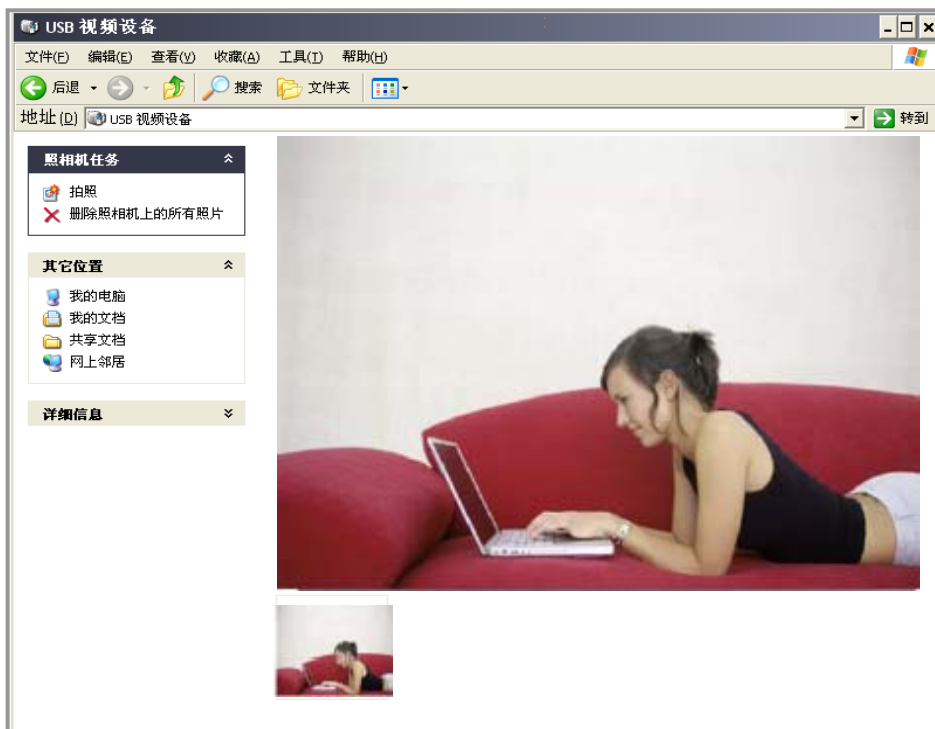 USB 视频设备
文件(F) 编辑(E) 查看(V) 收藏(A) 工具(T) 帮助(H)
后退 搜索 文件夹
地址(D) USB 视频设备 转到
照相机任务
拍照
删除照相机上的所有照片
其它位置
我的电脑
我的文档
共享文档
网上邻居
详细信息